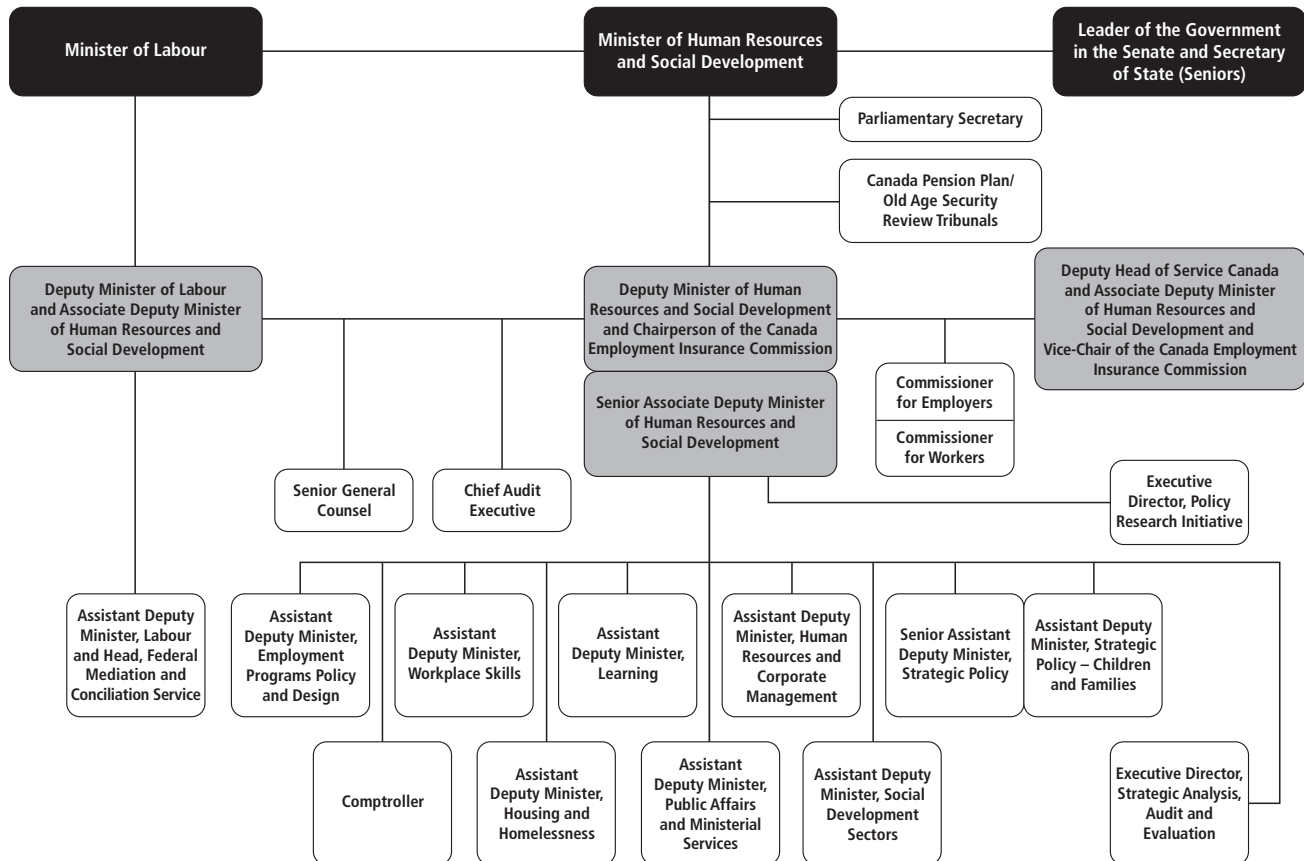 Minister of Labour
Minister of Human Resources
and Social Development
Leader of the Government
in the Senate and Secretary
of State (Seniors)
Parliamentary Secretary
Canada Pension Plan/
Old Age Security
Review Tribunals
Deputy Minister of Labour
and Associate Deputy Minister
of Human Resources and
Social Development
Deputy Minister of Human
Resources and Social Development
and Chairperson of the Canada
Employment Insurance Commission
Deputy Head of Service Canada
and Associate Deputy Minister
of Human Resources and
Social Development and
Vice-Chair of the Canada Employment
Insurance Commission
Senior Associate Deputy Minister
of Human Resources and
Social Development
Commissioner
for Employers
Commissioner
for Workers
Senior General
Counsel
Chief Audit
Executive
Executive
Director, Policy
Research Initiative
Assistant Deputy
Minister, Labour
and Head, Federal
Mediation and
Conciliation Service
Assistant
Deputy Minister,
Employment
Programs Policy
and Design
Assistant
Deputy Minister,
Workplace Skills
Assistant
Deputy Minister,
Learning
Assistant Deputy
Minister, Human
Resources and
Corporate
Management
Senior Assistant
Deputy Minister,
Strategic Policy
Assistant Deputy
Minister, Strategic
Policy – Children
and Families
Comptroller
Assistant
Deputy Minister,
Housing and
Homelessness
Assistant
Deputy Minister,
Public Affairs
and Ministerial
Services
Assistant Deputy
Minister, Social
Development
Sectors
Executive Director,
Strategic Analysis,
Audit and
Evaluation